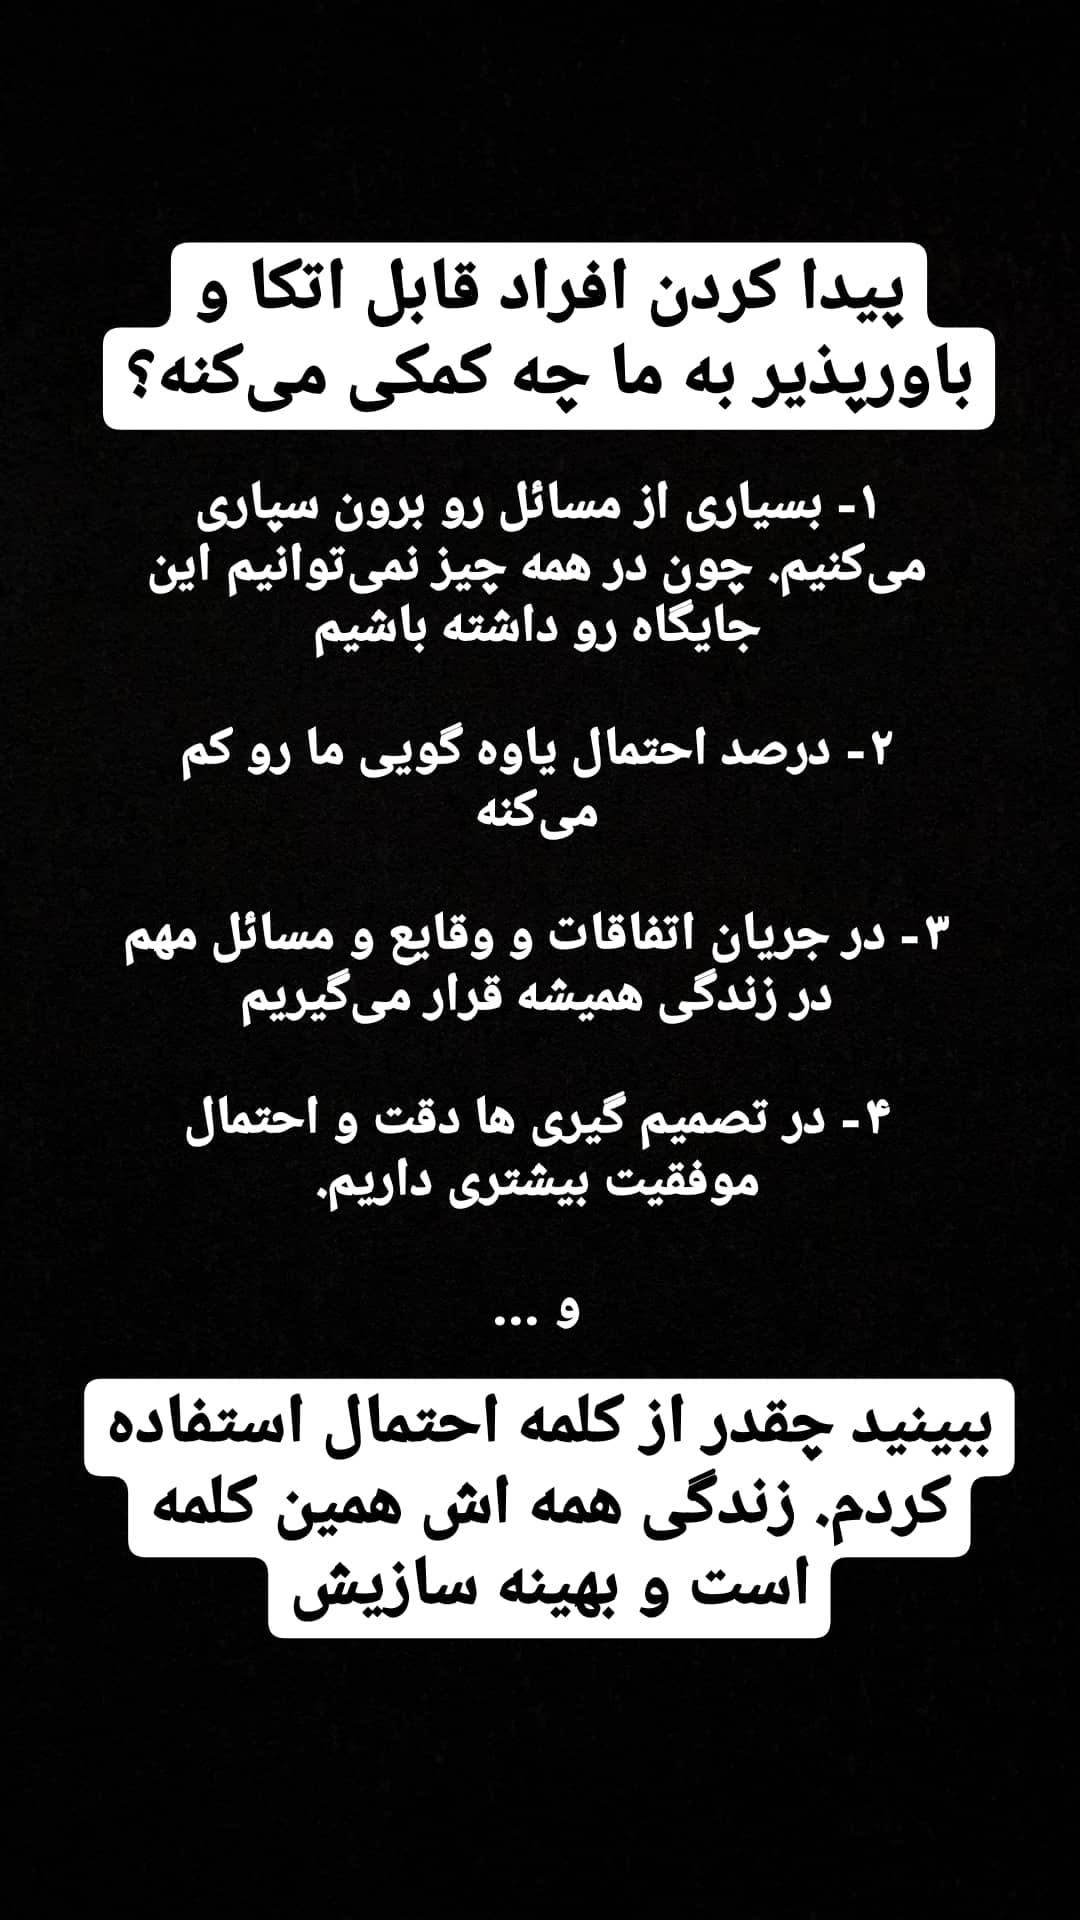 پیدا کردن افراد قابل اتکا و
باورپذیر به ما چه کمکی می‌کنه؟
۱- بسیاری از مسائل رو برون سپاری
می‌کنیم. چون در همه چیز نمی‌توانیم این
جایگاه رو داشته باشیم
۲- درصد احتمال یاوه گویی ما رو کم
می‌کنه
۳- در جریان اتفاقات و وقایع و مسائل مهم
در زندگی همیشه قرار می‌گیریم
۴- در تصمیم گیری ها دقت و احتمال
موفقیت بیشتری داریم.
و ...
ببینید چقدر از کلمه احتمال استفاده
کردم. زندگی همه اش همین کلمه
است و بهینه سازیش